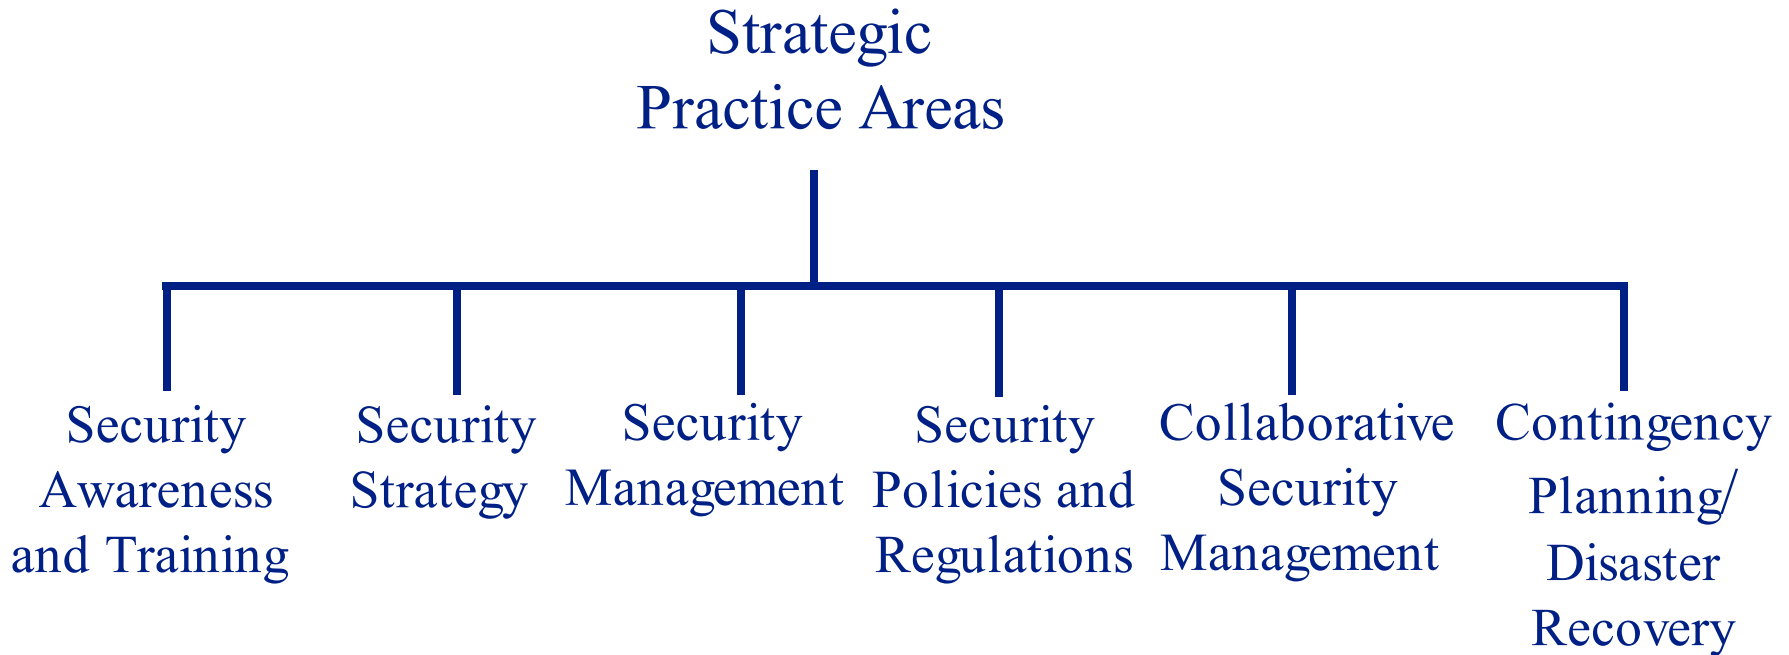 Strategic
Practice Areas
Security
Awareness
and Training
Security
Strategy
Security
Management
Security
Policies and
Regulations
Collaborative
Security
Management
Contingency
Planning/
Disaster
Recovery